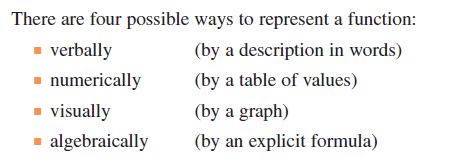 There are four possible ways to represent a function:
verbally (by a description in words)
numerically (by a table of values)
visually (by a graph)
algebraically (by an explicit formula)